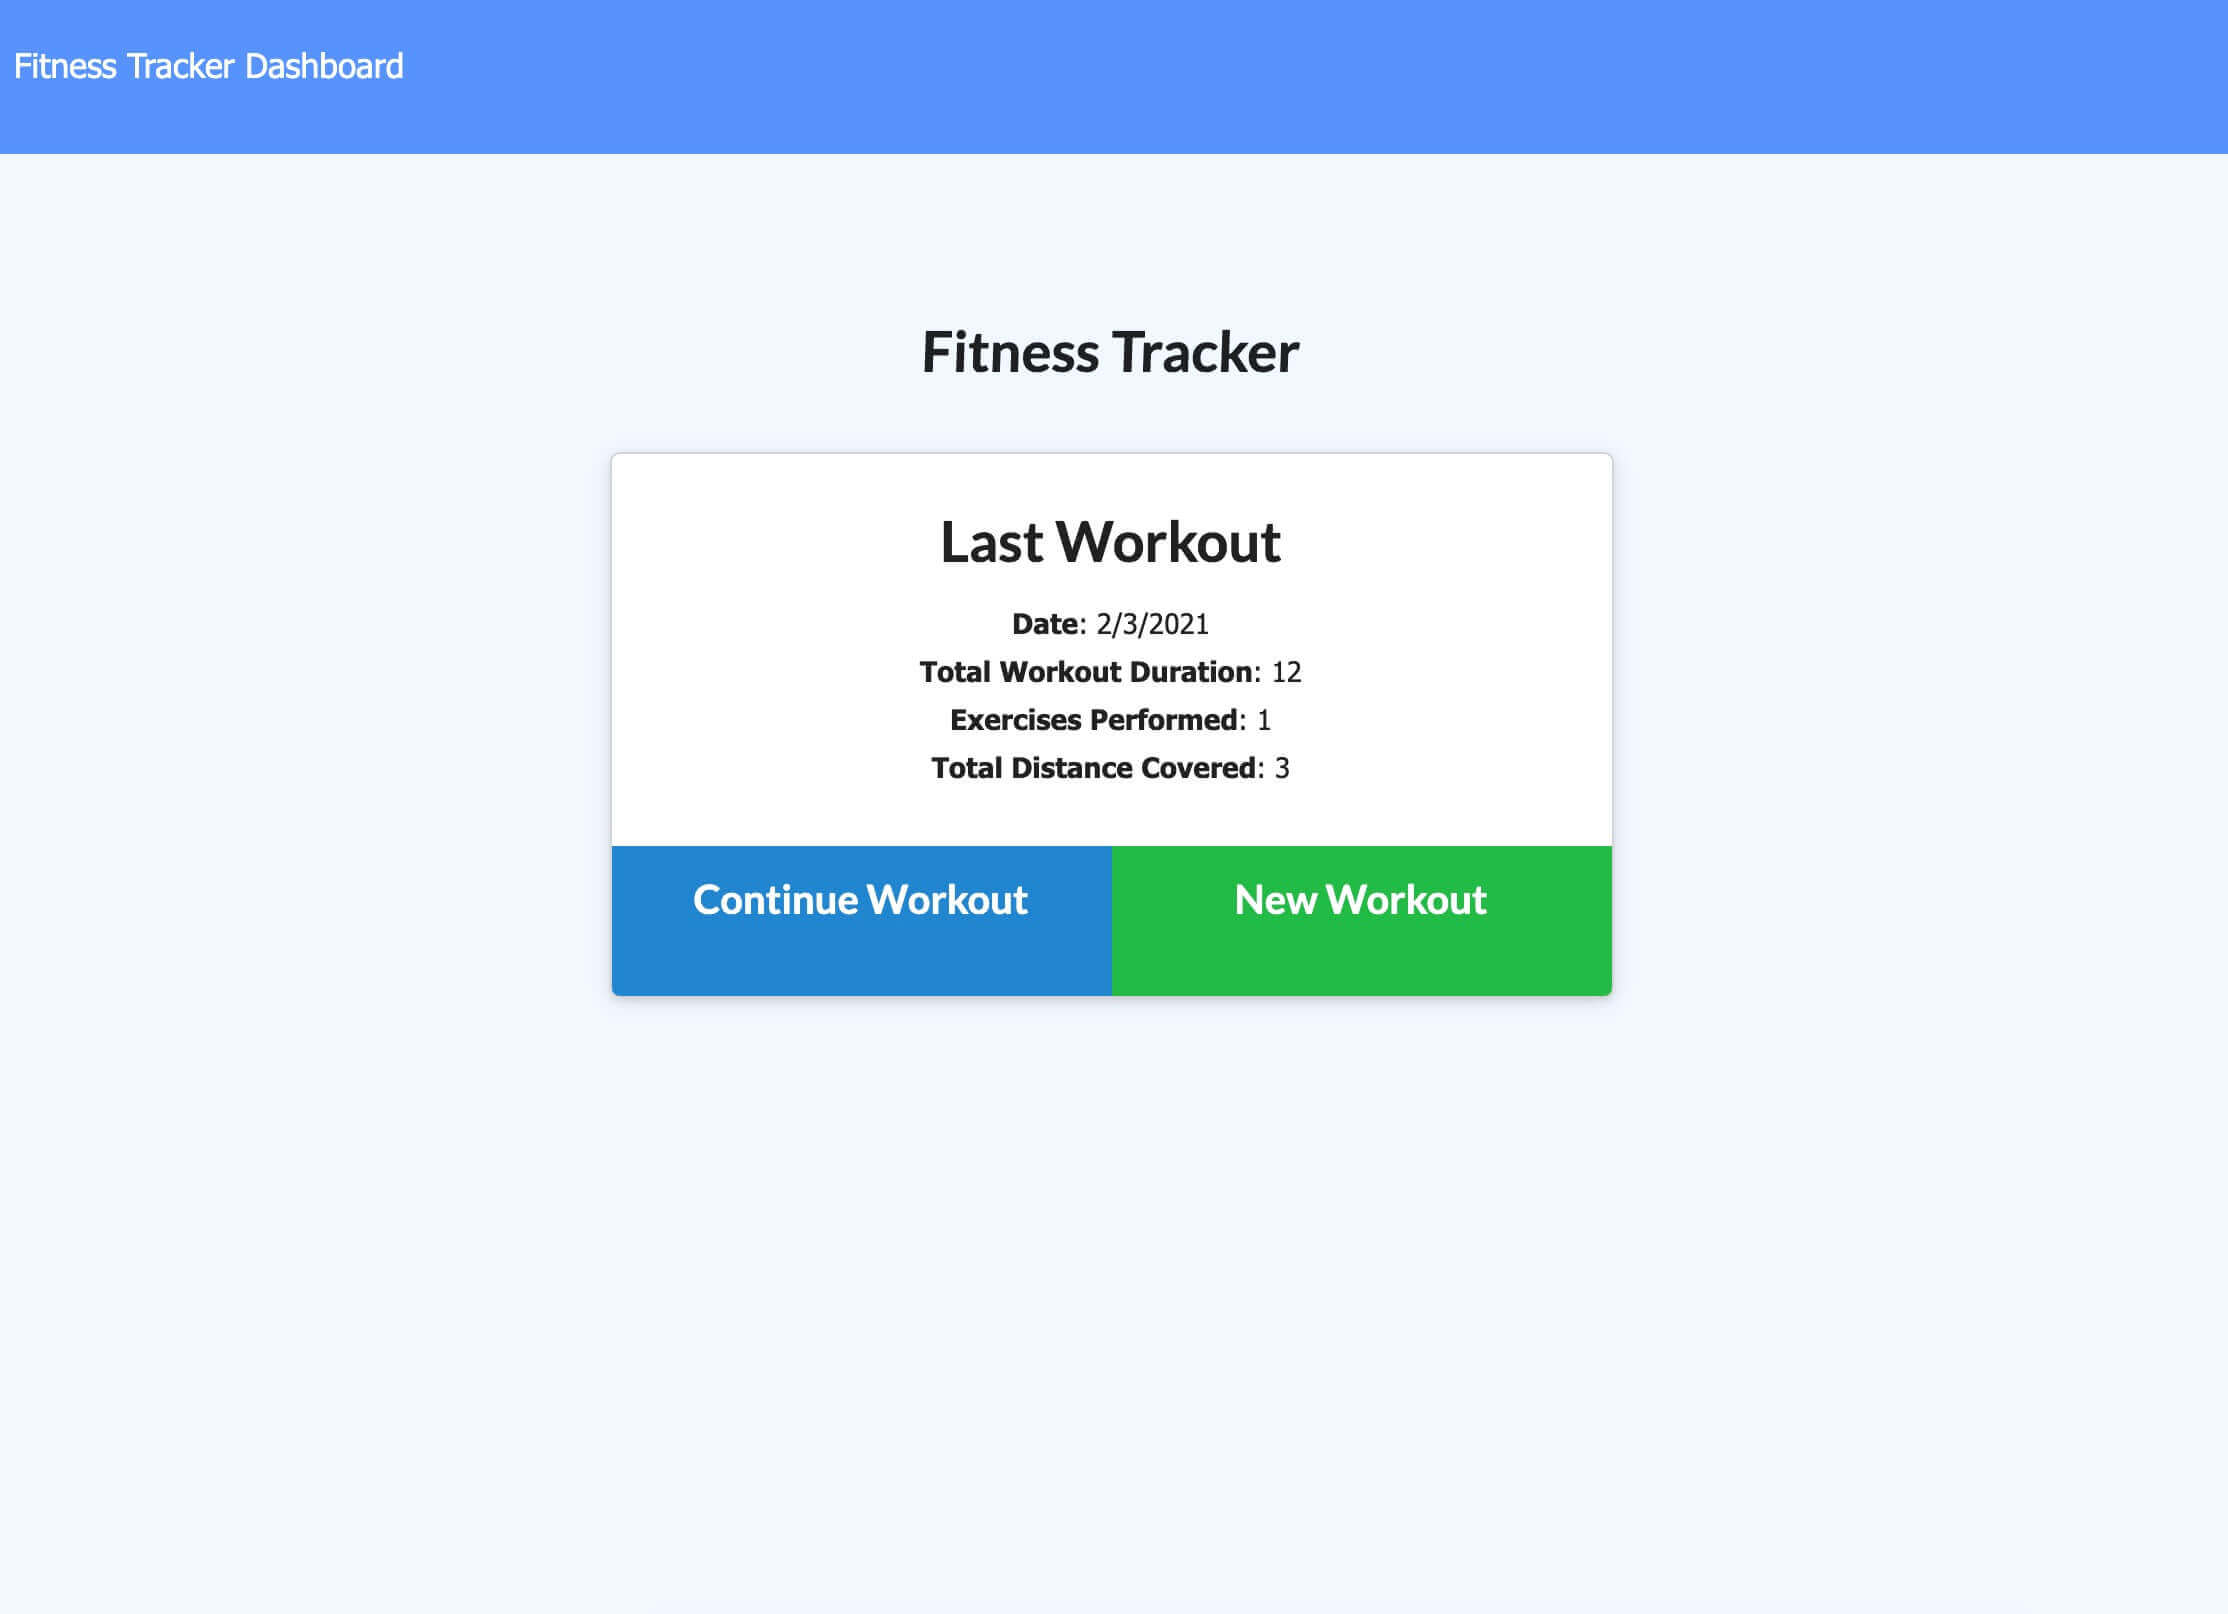 Fitness Tracker Dashboard
Fitness Tracker
Last Workout
Date: 2/3/2021
Total Workout Duration: 12
Exercises Performed: 1
Total Distance Covered: 3
Continue Workout New Workout